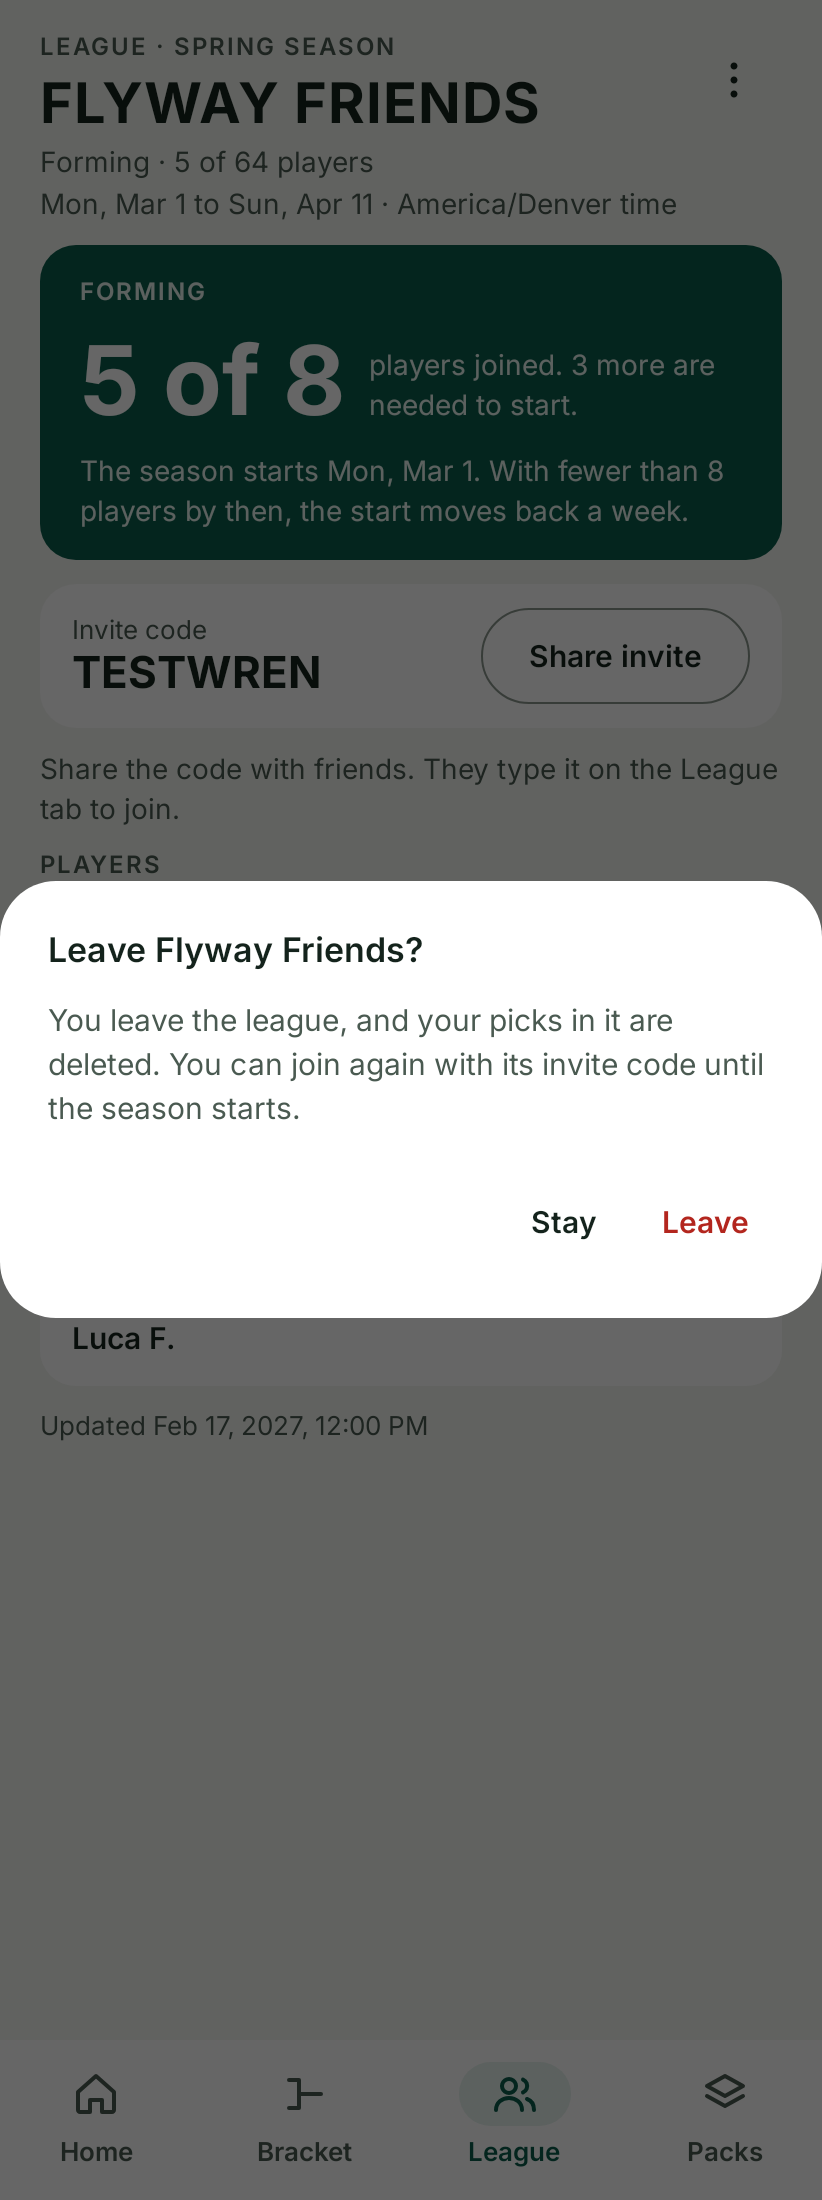 LEAGUE · SPRING SEASON
FLYWAY FRIENDS
Forming · 5 of 64 players
Mon, Mar 1 to Sun, Apr 11 · America/Denver time
FORMING
5 of 8
players joined. 3 more are
needed to start.
The season starts Mon, Mar 1. With fewer than 8
players by then, the start moves back a week.
Invite code
TESTWREN
Share invite
Share the code with friends. They type it on the League
tab to join.
PLAYERS
Leave Flyway Friends?
You leave the league, and your picks in it are
deleted. You can join again with its invite code until
the season starts.
Stay
Leave
Luca F.
Updated Feb 17, 2027, 12:00 PM
Home
Bracket
League
Packs